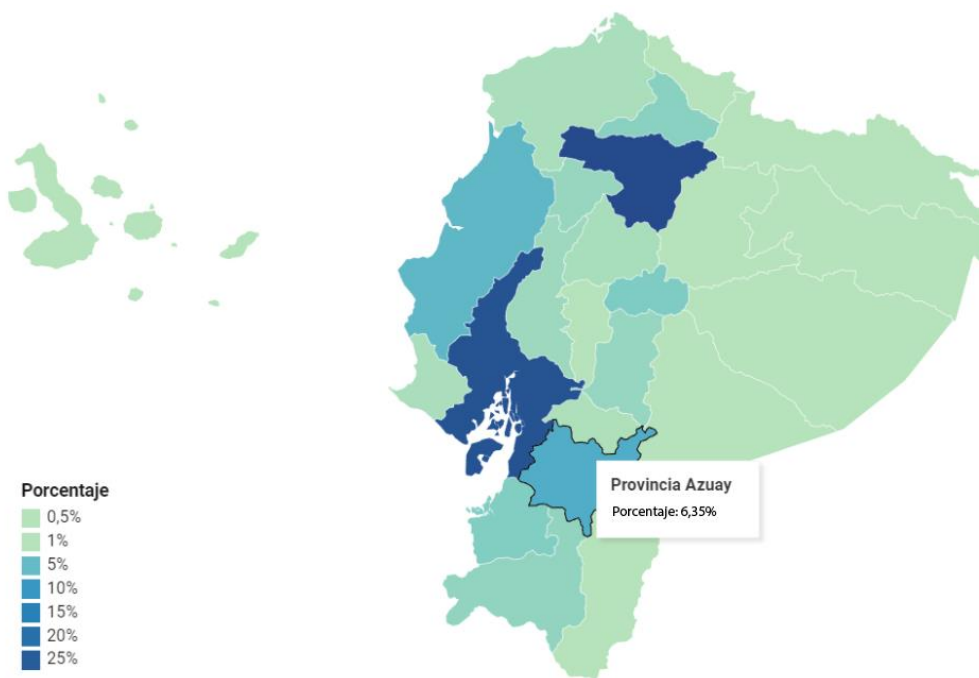 Provincia Azuay
Porcentaje: 6,35%
Porcentaje
0,5%
1%
5%
10%
15%
20%
25%